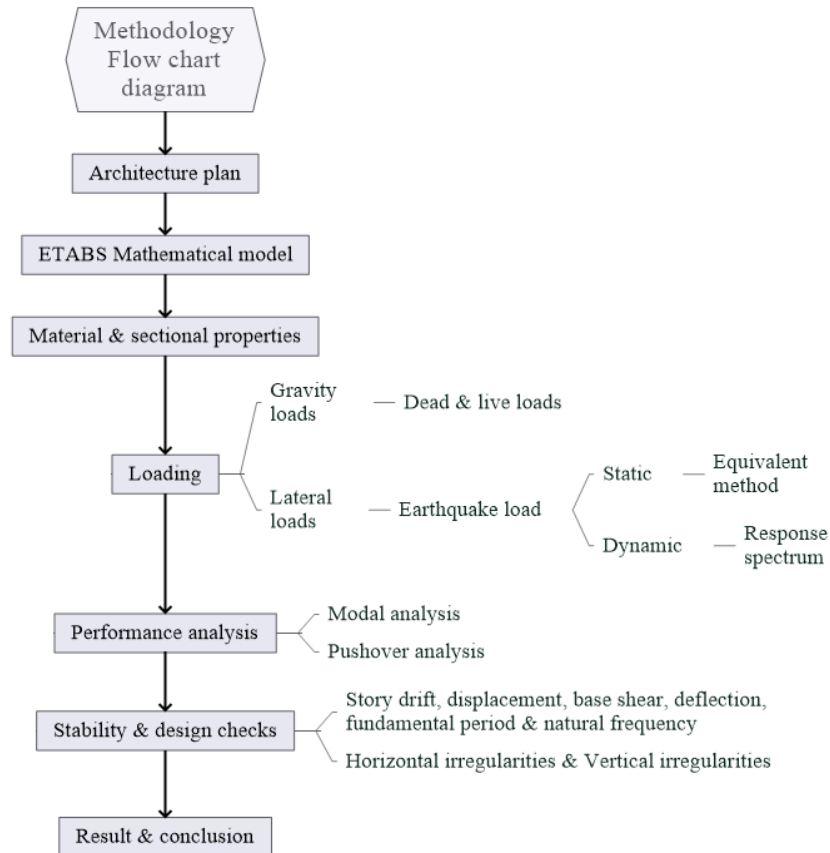 Methodology
Flow chart
diagram
Architecture plan
ETABS Mathematical model
Material & sectional properties
Loading
Gravity
loads
Dead & live loads
Lateral
loads
Earthquake load
Static
Equivalent
method
Dynamic
Response
spectrum
Performance analysis
Modal analysis
Pushover analysis
Stability & design checks
Story drift, displacement, base shear, deflection,
fundamental period & natural frequency
Horizontal irregularities & Vertical irregularities
Result & conclusion